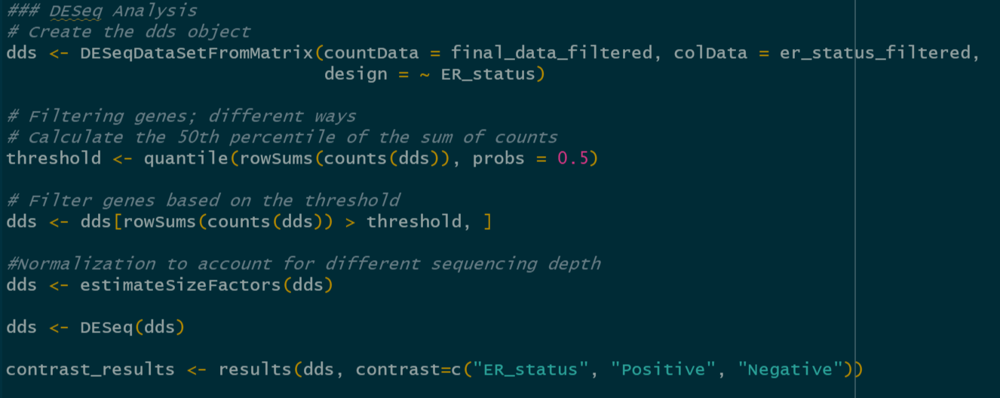 ### DESeq Analysis
# Create the dds object
dds <- DESeqDataSetFromMatrix(countData = final_data_filtered, colData = er_status_filtered,
                              design = ~ ER_status)
# Filtering genes; different ways
# Calculate the 50th percentile of the sum of counts
threshold <- quantile(rowSums(counts(dds)), probs = 0.5)
# Filter genes based on the threshold
dds <- dds[rowSums(counts(dds)) > threshold, ]
#Normalization to account for different sequencing depth
dds <- estimateSizeFactors(dds)
dds <- DESeq(dds)
contrast_results <- results(dds, contrast=c("ER_status", "Positive", "Negative"))